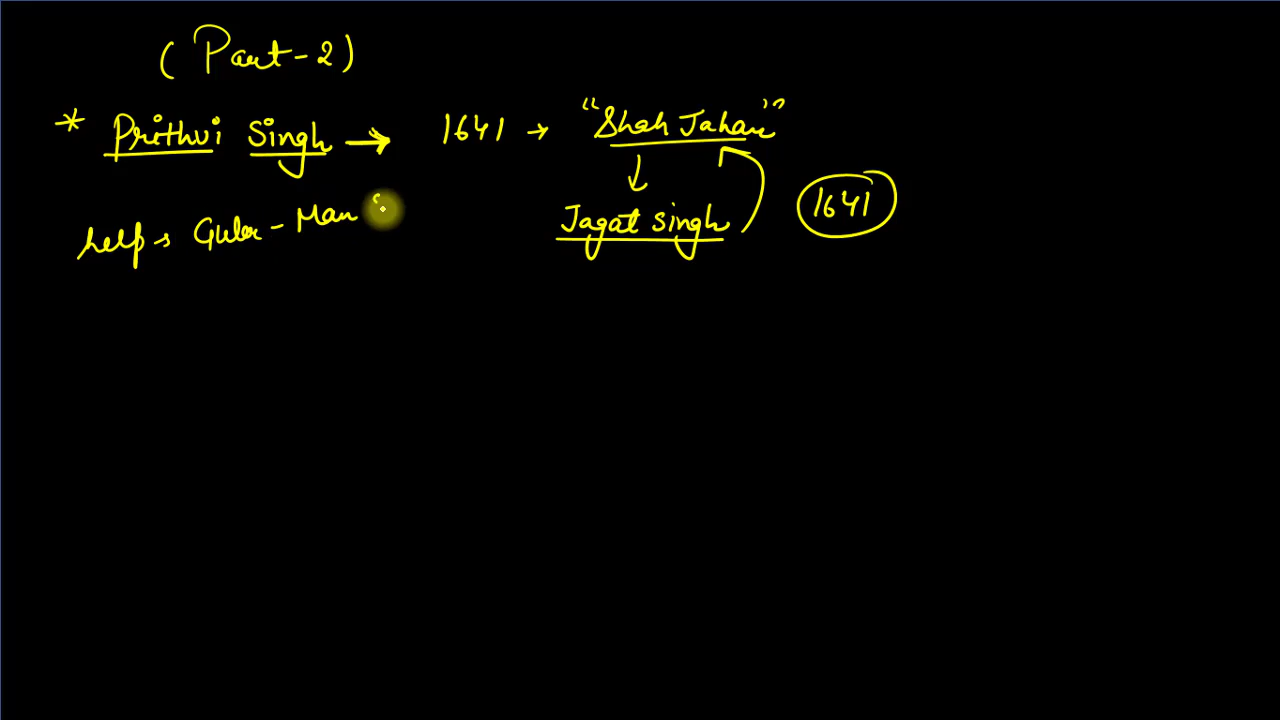 (Part-2)
* Prithvi Singh → 1641 → "Shah Jahan"
↓
Jagat Singh
1641
help → Guler - Man S